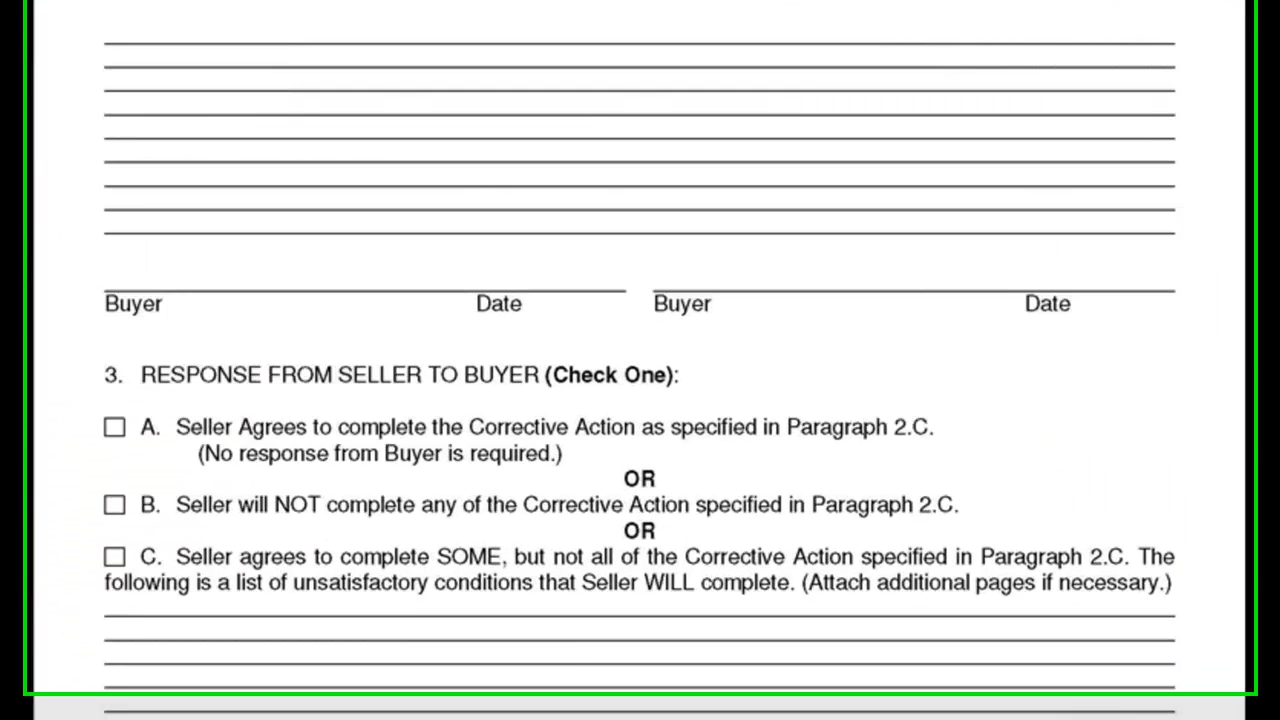 Buyer Date Buyer Date
3. RESPONSE FROM SELLER TO BUYER (Check One):
A. Seller Agrees to complete the Corrective Action as specified in Paragraph 2.C.
(No response from Buyer is required.)
OR
B. Seller will NOT complete any of the Corrective Action specified in Paragraph 2.C.
OR
C. Seller agrees to complete SOME, but not all of the Corrective Action specified in Paragraph 2.C. The
following is a list of unsatisfactory conditions that Seller WILL complete. (Attach additional pages if necessary.)